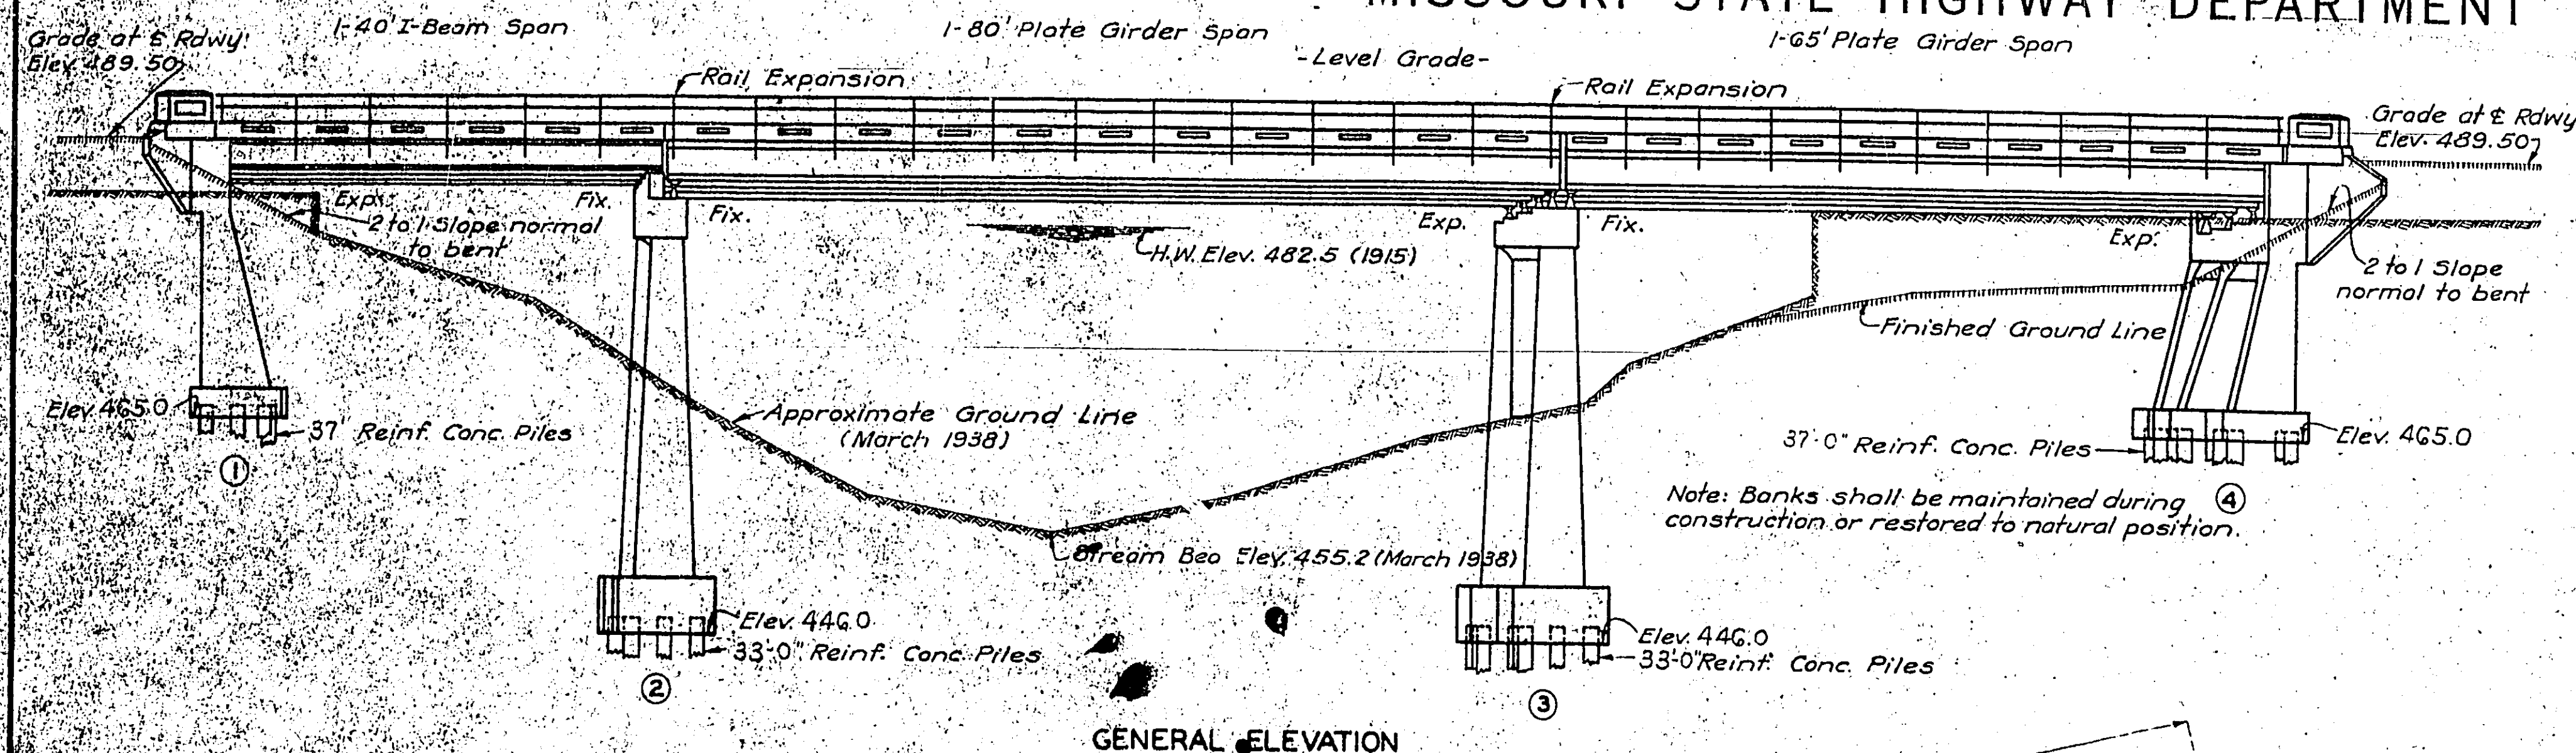 MISSOURI STATE HIGHWAY DEPARTMENT
1-40' I-Beam Span
1-80' Plate Girder Span
1-65' Plate Girder Span
-Level Grade-
Grade at ℄ Rdwy.
Elev. 489.50
Rail Expansion
Rail Expansion
Grade at ℄ Rdwy
Elev. 489.50
Exp.
Fix.
Fix.
Exp.
Fix.
Exp.
2 to 1 Slope normal
to bent
H.W. Elev. 482.5 (1915)
2 to 1 Slope
normal to bent
Finished Ground Line
Elev. 465.0
37' Reinf. Conc. Piles
①
Approximate Ground Line
(March 1938)
37'-0" Reinf. Conc. Piles
Elev. 465.0
④
Note: Banks shall be maintained during
construction or restored to natural position.
Stream Bed Elev. 455.2 (March 1938)
Elev. 446.0
33'-0" Reinf. Conc. Piles
②
Elev. 446.0
33'-0" Reinf. Conc. Piles
③
GENERAL ELEVATION